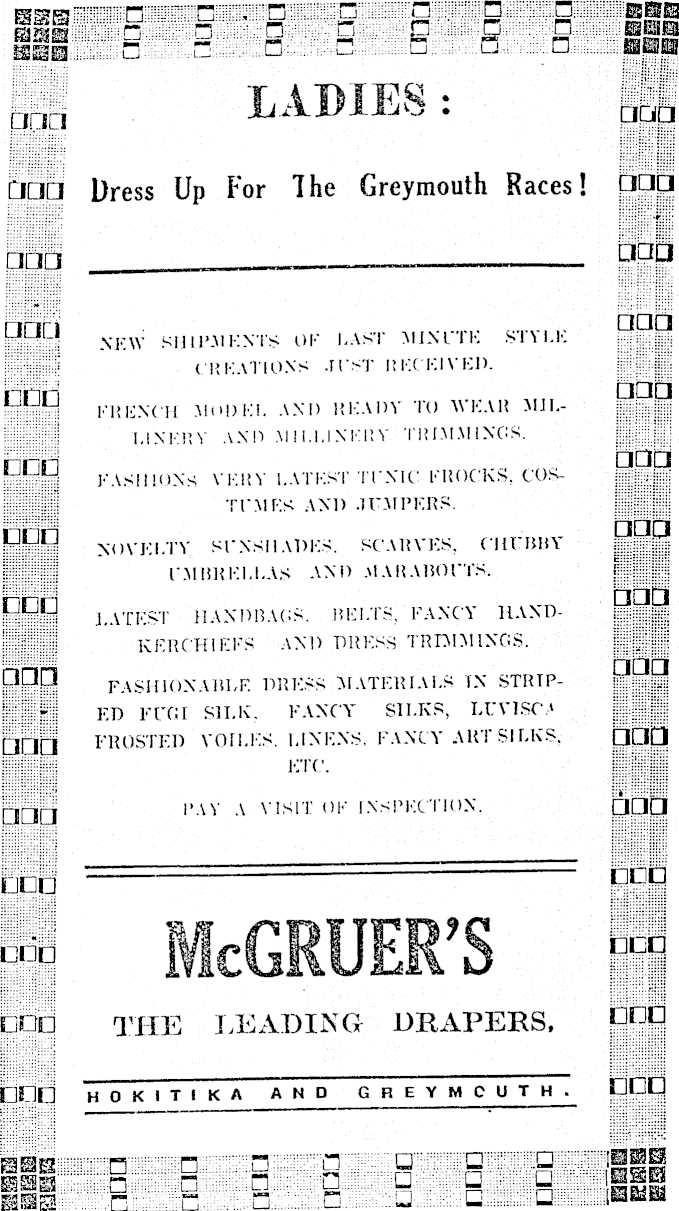 LADIES :
Dress Up For The Greymouth Races!
NEW SHIPMENTS OF LAST MINUTE STYLE
CREATIONS JUST RECEIVED.
FRENCH MODEL AND READY TO WEAR MIL-
LINERY AND MILLINERY TRIMMINGS.
FASHIONS VERY LATEST TUNIC FROCKS, COS-
TUMES AND JUMPERS.
NOVELTY SUNSHADES, SCARVES, CHUBBY
UMBRELLAS AND MARABOUTS.
LATEST HANDBAGS, BELTS, FANCY HAND-
KERCHIEFS AND DRESS TRIMMINGS.
FASHIONABLE DRESS MATERIALS IN STRIP-
ED FUGI SILK, FANCY SILKS, LUVISCA
FROSTED VOILES, LINENS, FANCY ART SILKS,
ETC.
PAY A VISIT OF INSPECTION.
McGRUER'S
THE LEADING DRAPERS.
HOKITIKA AND GREYMOUTH.